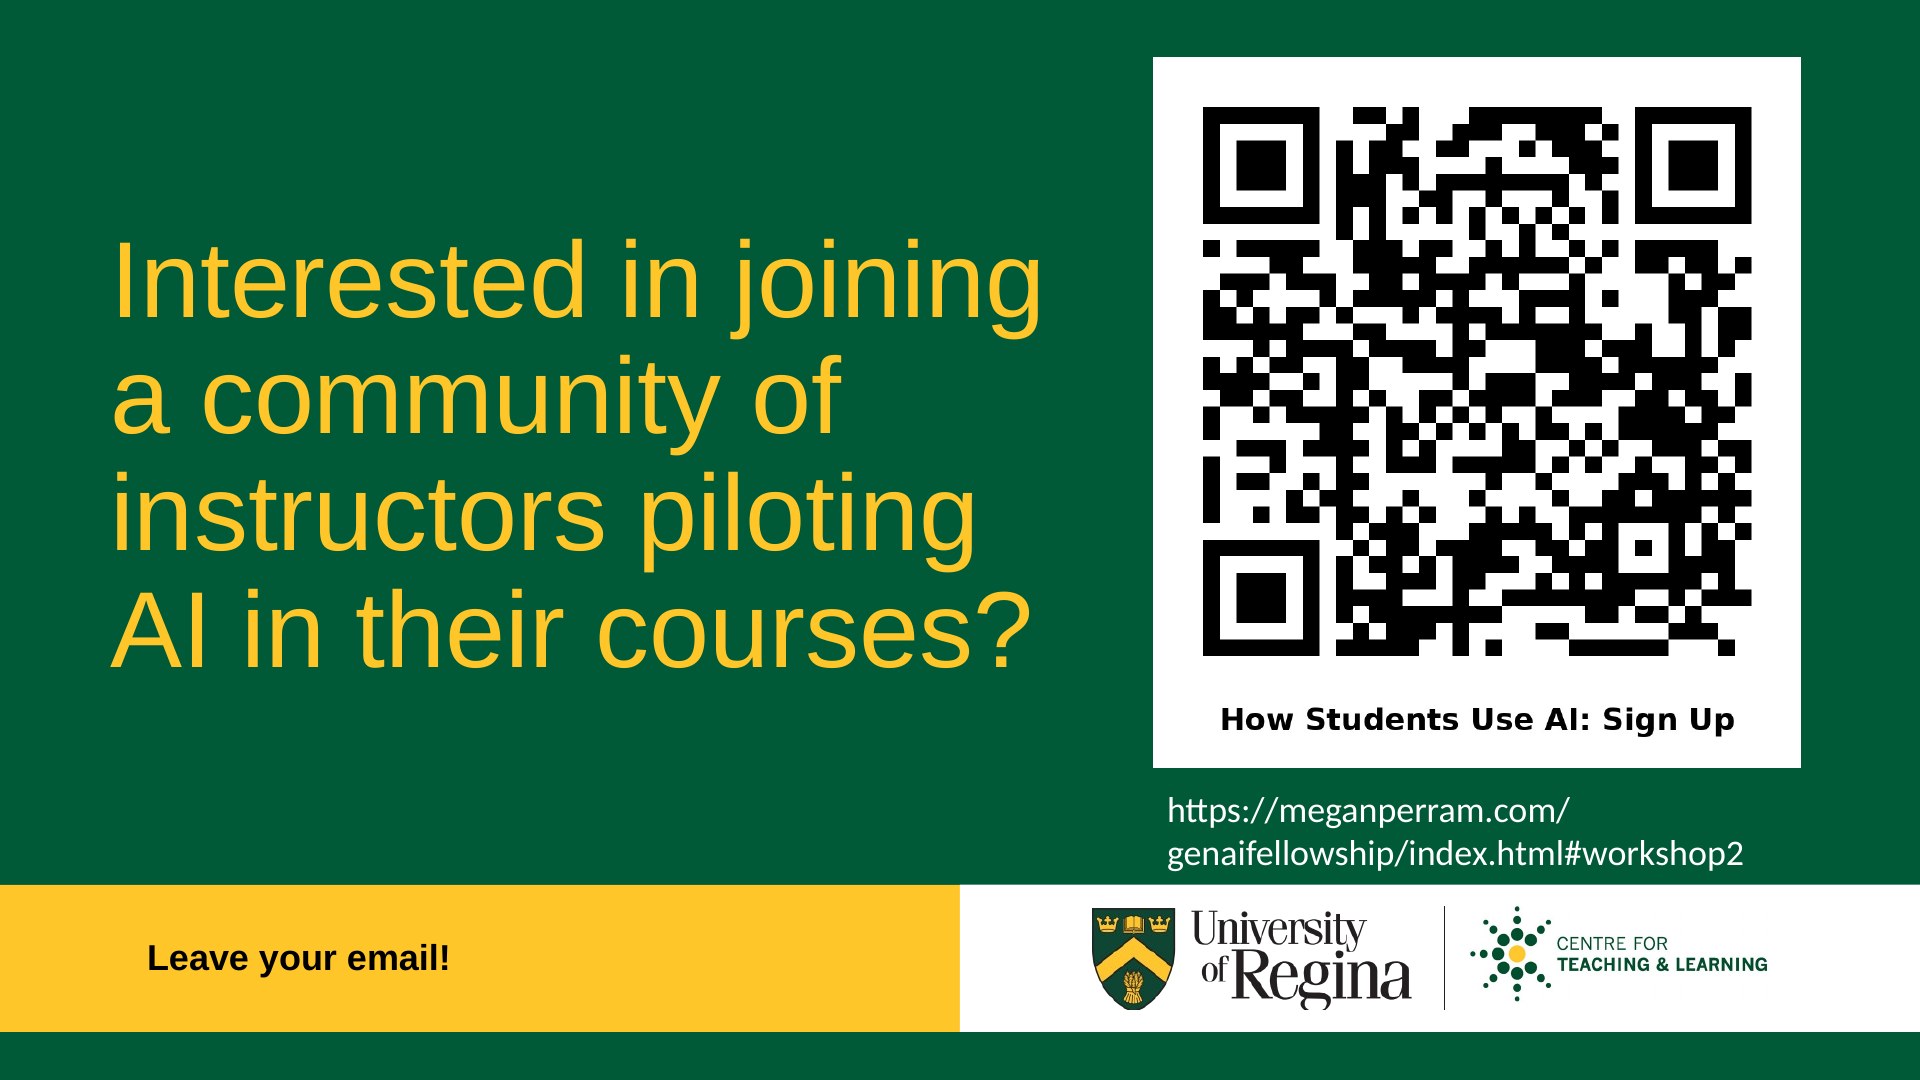 Interested in joining
a community of
instructors piloting
AI in their courses?
How Students Use AI: Sign Up
https://meganperram.com/
genaifellowship/index.html#workshop2
Leave your email!
University
of Regina
CENTRE FOR
TEACHING & LEARNING